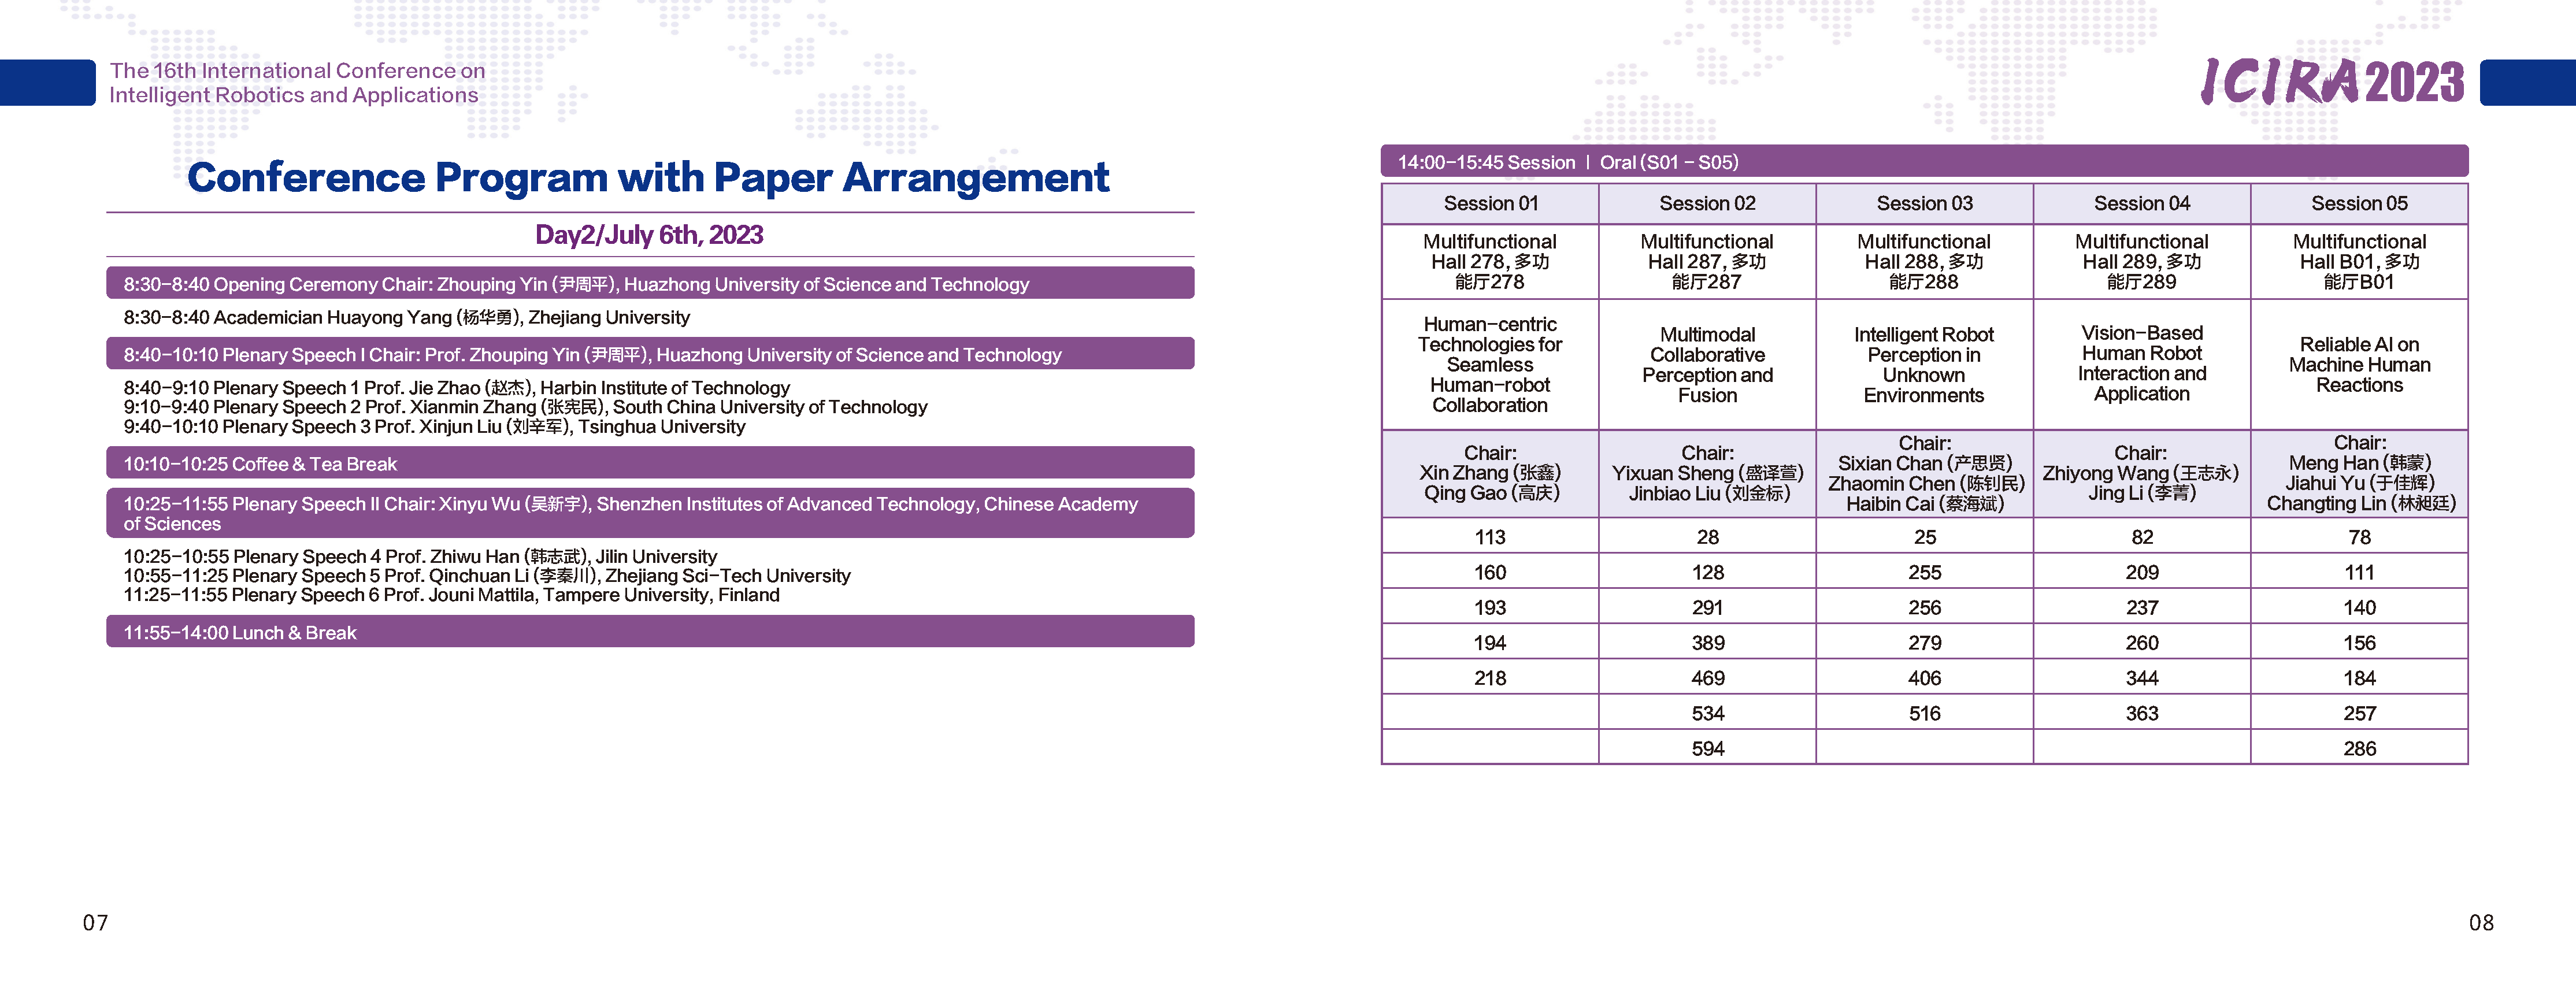 The 16th International Conference on
Intelligent Robotics and Applications
Conference Program with Paper Arrangement
Day2/July 6th, 2023
8:30-8:40 Opening Ceremony Chair: Zhouping Yin (尹周平), Huazhong University of Science and Technology
8:30-8:40 Academician Huayong Yang (杨华勇), Zhejiang University
8:40-10:10 Plenary Speech I Chair: Prof. Zhouping Yin (尹周平), Huazhong University of Science and Technology
8:40-9:10 Plenary Speech 1 Prof. Jie Zhao (赵杰), Harbin Institute of Technology
9:10-9:40 Plenary Speech 2 Prof. Xianmin Zhang (张宪民), South China University of Technology
9:40-10:10 Plenary Speech 3 Prof. Xinjun Liu (刘辛军), Tsinghua University
10:10-10:25 Coffee & Tea Break
10:25-11:55 Plenary Speech II Chair: Xinyu Wu (吴新宇), Shenzhen Institutes of Advanced Technology, Chinese Academy
of Sciences
10:25-10:55 Plenary Speech 4 Prof. Zhiwu Han (韩志武), Jilin University
10:55-11:25 Plenary Speech 5 Prof. Qinchuan Li (李秦川), Zhejiang Sci-Tech University
11:25-11:55 Plenary Speech 6 Prof. Jouni Mattila, Tampere University, Finland
11:55-14:00 Lunch & Break
07
ICIRA 2023
14:00-15:45 Session | Oral (S01 - S05)
Session 01 Session 02 Session 03 Session 04 Session 05
Multifunctional Multifunctional Multifunctional Multifunctional Multifunctional
Hall 278, 多功 Hall 287, 多功 Hall 288, 多功 Hall 289, 多功 Hall B01, 多功
能厅278 能厅287 能厅288 能厅289 能厅B01
Human-centric
Technologies for
Seamless
Human-robot
Collaboration
Multimodal
Collaborative
Perception and
Fusion
Intelligent Robot
Perception in
Unknown
Environments
Vision-Based
Human Robot
Interaction and
Application
Reliable AI on
Machine Human
Reactions
Chair:
Xin Zhang (张鑫)
Qing Gao (高庆)
Chair:
Yixuan Sheng (盛译萱)
Jinbiao Liu (刘金标)
Chair:
Sixian Chan (产思贤)
Zhaomin Chen (陈钊民)
Haibin Cai (蔡海斌)
Chair:
Zhiyong Wang (王志永)
Jing Li (李菁)
Chair:
Meng Han (韩蒙)
Jiahui Yu (于佳辉)
Changting Lin (林昶廷)
113 28 25 82 78
160 128 255 209 111
193 291 256 237 140
194 389 279 260 156
218 469 406 344 184
534 516 363 257
594 286
08